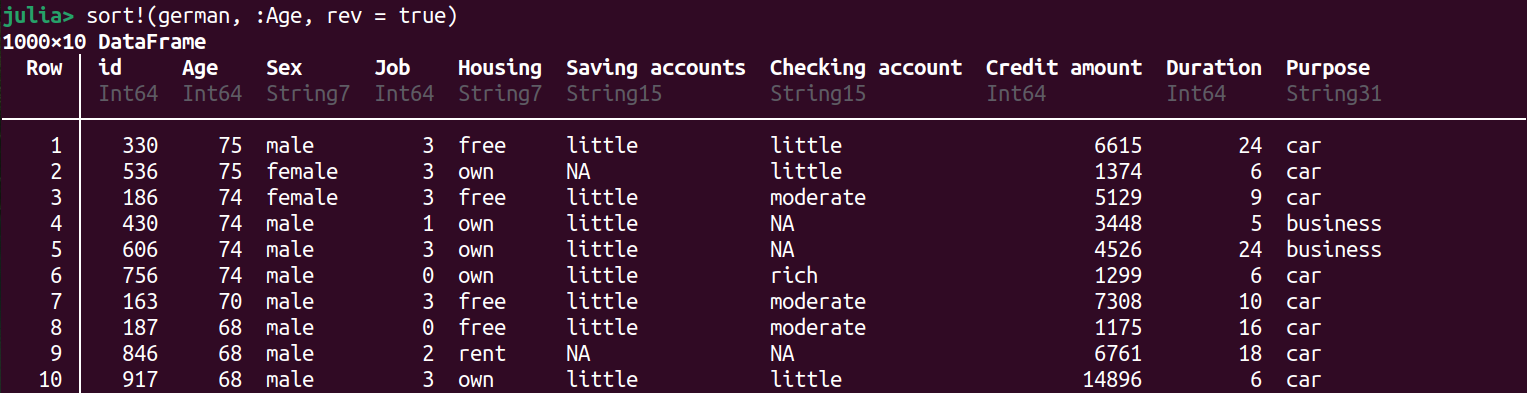 julia> sort!(german, :Age, rev = true)
1000×10 DataFrame
Row id Age Sex Job Housing Saving accounts Checking account Credit amount Duration Purpose
Int64 Int64 String7 Int64 String7 String15 String15 Int64 Int64 String31
1 330 75 male 3 free little little 6615 24 car
2 536 75 female 3 own NA little 1374 6 car
3 186 74 female 3 free little moderate 5129 9 car
4 430 74 male 1 own little NA 3448 5 business
5 606 74 male 3 own little NA 4526 24 business
6 756 74 male 0 own little rich 1299 6 car
7 163 70 male 3 free little moderate 7308 10 car
8 187 68 male 0 free little moderate 1175 16 car
9 846 68 male 2 rent NA NA 6761 18 car
10 917 68 male 3 own little little 14896 6 car